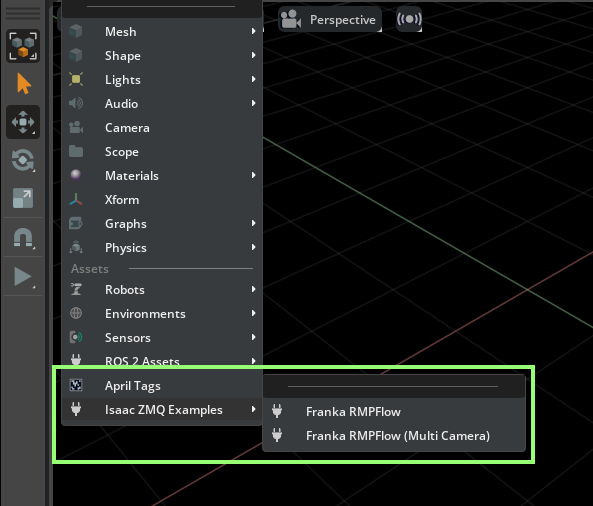 Perspective
Mesh
Shape
Lights
Audio
Camera
Scope
Materials
Xform
Graphs
Physics
Assets
Robots
Environments
Sensors
ROS 2 Assets
April Tags
Isaac ZMQ Examples
Franka RMPFlow
Franka RMPFlow (Multi Camera)